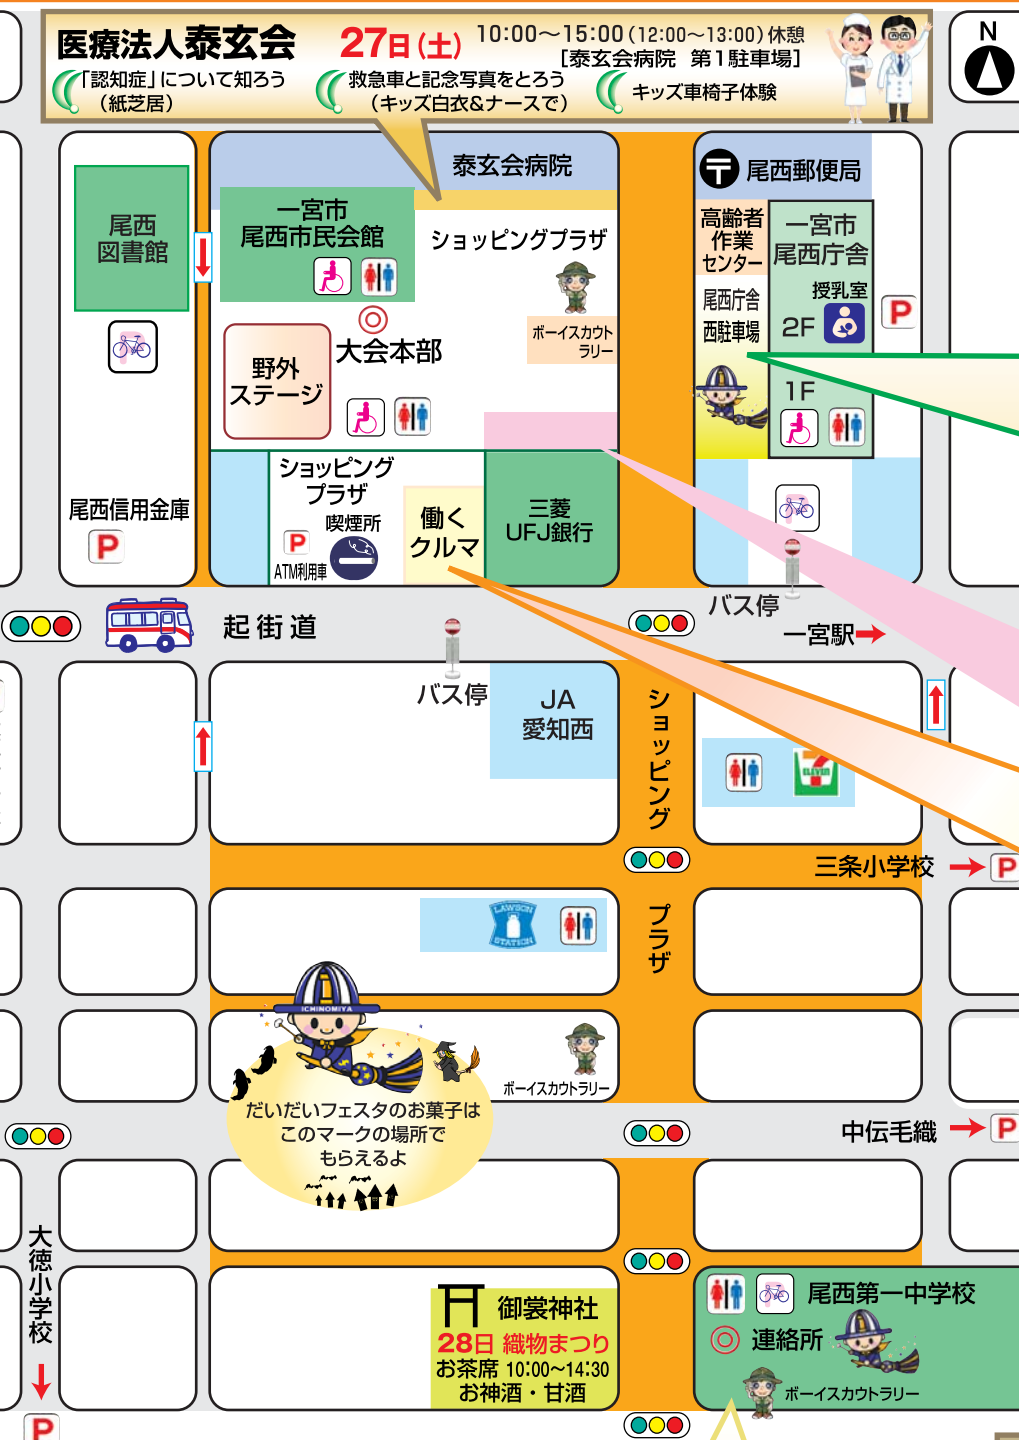 医療法人泰玄会
27日(土)
10:00～15:00(12:00～13:00)休憩
[泰玄会病院 第1駐車場]
「認知症」について知ろう
(紙芝居)
救急車と記念写真をとろう
(キッズ白衣&ナースで)
キッズ車椅子体験
N
泰玄会病院
尾西
図書館
一宮市
尾西市民会館
ショッピングプラザ
ボーイスカウト
ラリー
大会本部
野外
ステージ
尾西郵便局
高齢者
作業
センター
一宮市
尾西庁舎
尾西庁舎
西駐車場
授乳室
2F
P
1F
尾西信用金庫
P
ショッピング
プラザ
喫煙所
P
ATM利用車
働く
クルマ
三菱
UFJ銀行
バス停
起街道
一宮駅
バス停
JA
愛知西
ショッピング
ELEVEN
三条小学校
P
プラザ
LAWSON
STATION
ICHINOMIYA
ボーイスカウトラリー
だいだいフェスタのお菓子は
このマークの場所で
もらえるよ
中伝毛織
P
大徳小学校
P
御裳神社
28日 織物まつり
お茶席 10:00～14:30
お神酒・甘酒
尾西第一中学校
連絡所
ボーイスカウトラリー